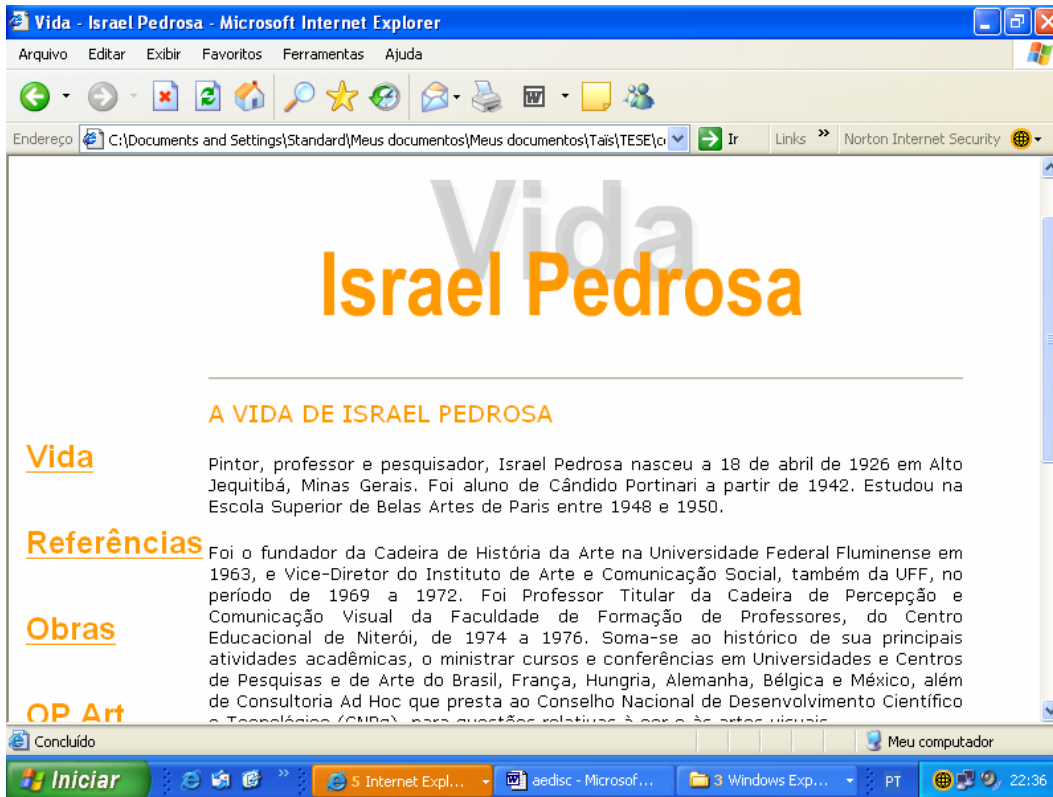 Vida - Israel Pedrosa - Microsoft Internet Explorer
Arquivo Editar Exibir Favoritos Ferramentas Ajuda
Endereço C:\Documents and Settings\Standard\Meus documentos\Meus documentos\Taïs\TESE\ Ir Links » Norton Internet Security
Vida
Israel Pedrosa
A VIDA DE ISRAEL PEDROSA
Vida
Referências
Obras
OP Art
Pintor, professor e pesquisador, Israel Pedrosa nasceu a 18 de abril de 1926 em Alto
Jequitibá, Minas Gerais. Foi aluno de Cândido Portinari a partir de 1942. Estudou na
Escola Superior de Belas Artes de Paris entre 1948 e 1950.
Foi o fundador da Cadeira de História da Arte na Universidade Federal Fluminense em
1963, e Vice-Diretor do Instituto de Arte e Comunicação Social, também da UFF, no
período de 1969 a 1972. Foi Professor Titular da Cadeira de Percepção e
Comunicação Visual da Faculdade de Formação de Professores, do Centro
Educacional de Niterói, de 1974 a 1976. Soma-se ao histórico de sua principais
atividades acadêmicas, o ministrar cursos e conferências em Universidades e Centros
de Pesquisas e de Arte do Brasil, França, Hungria, Alemanha, Bélgica e México, além
de Consultoria Ad Hoc que presta ao Conselho Nacional de Desenvolvimento Científico
e Tecnológico (CNPq), para questões relativas à cor e às artes visuais.
Concluído Meu computador
Iniciar » 5 Internet Expl... aedisc - Microsof... 3 Windows Exp... PT 22:36